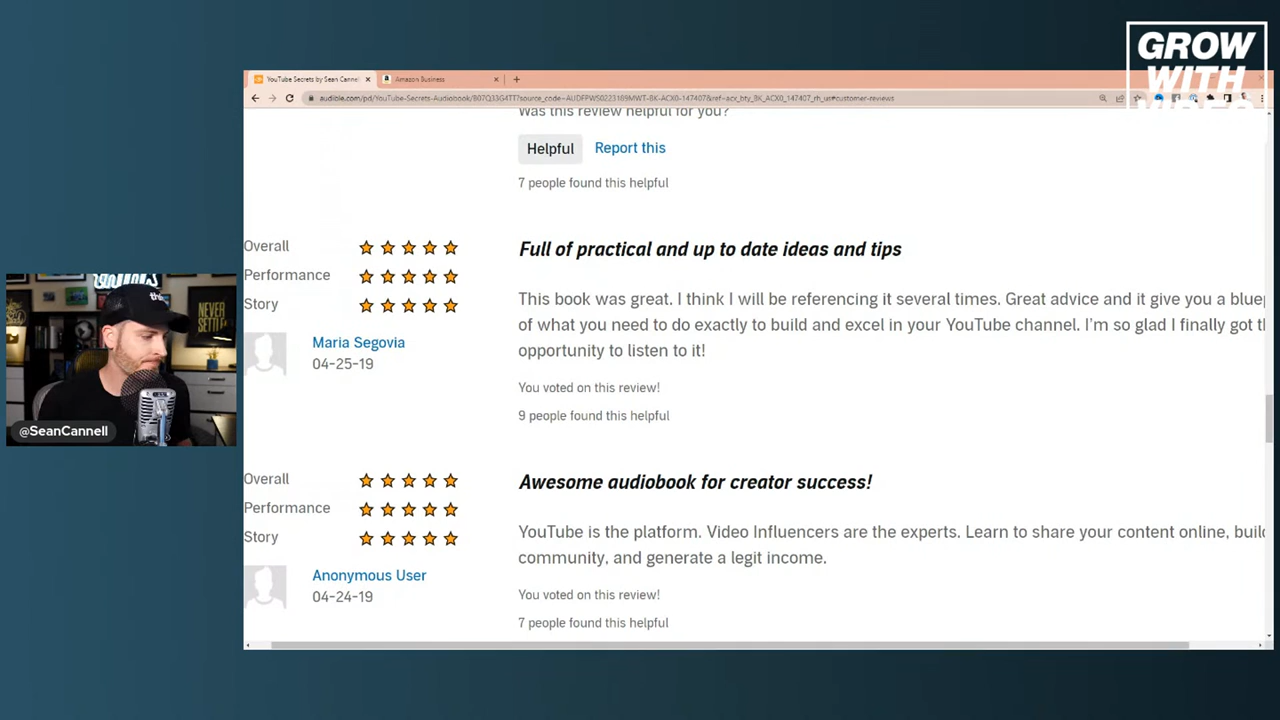 GROW
WITH
VIDEO
YouTube Secrets by Sean Cannell
Amazon Business
Was this review helpful for you?
Helpful
Report this
7 people found this helpful
Overall
Performance
Story
Full of practical and up to date ideas and tips
This book was great. I think I will be referencing it several times. Great advice and it give you a bluep
of what you need to do exactly to build and excel in your YouTube channel. I'm so glad I finally got th
opportunity to listen to it!
Maria Segovia
04-25-19
You voted on this review!
9 people found this helpful
NEVER
SETTLE
@SeanCannell
Overall
Performance
Story
Awesome audiobook for creator success!
YouTube is the platform. Video Influencers are the experts. Learn to share your content online, build
community, and generate a legit income.
Anonymous User
04-24-19
You voted on this review!
7 people found this helpful